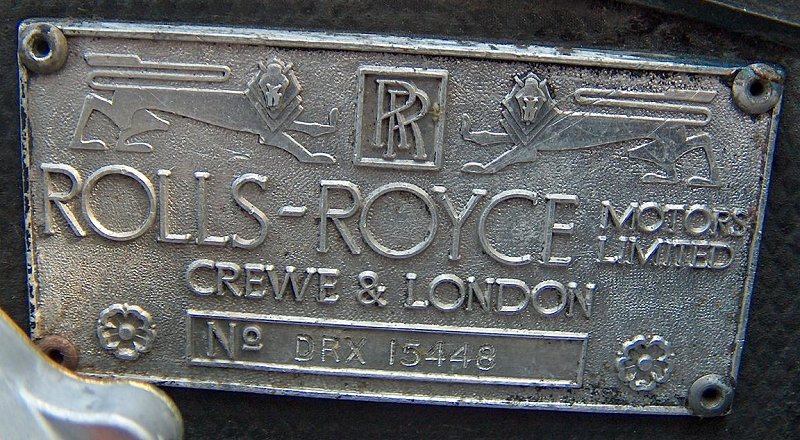 RR
ROLLS-ROYCE MOTORS LIMITED
CREWE & LONDON
Nº DRX 15448